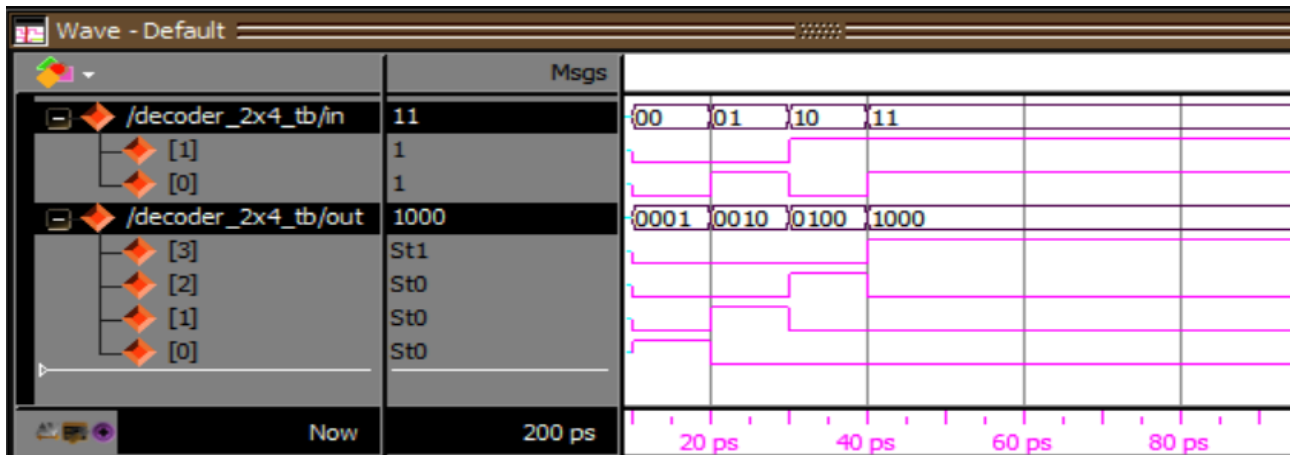 Wave - Default
Msgs
/decoder_2x4_tb/in 11 00 01 10 11
[1] 1
[0] 1
/decoder_2x4_tb/out 1000 0001 0010 0100 1000
[3] St1
[2] St0
[1] St0
[0] St0
Now 200 ps 20 ps 40 ps 60 ps 80 ps